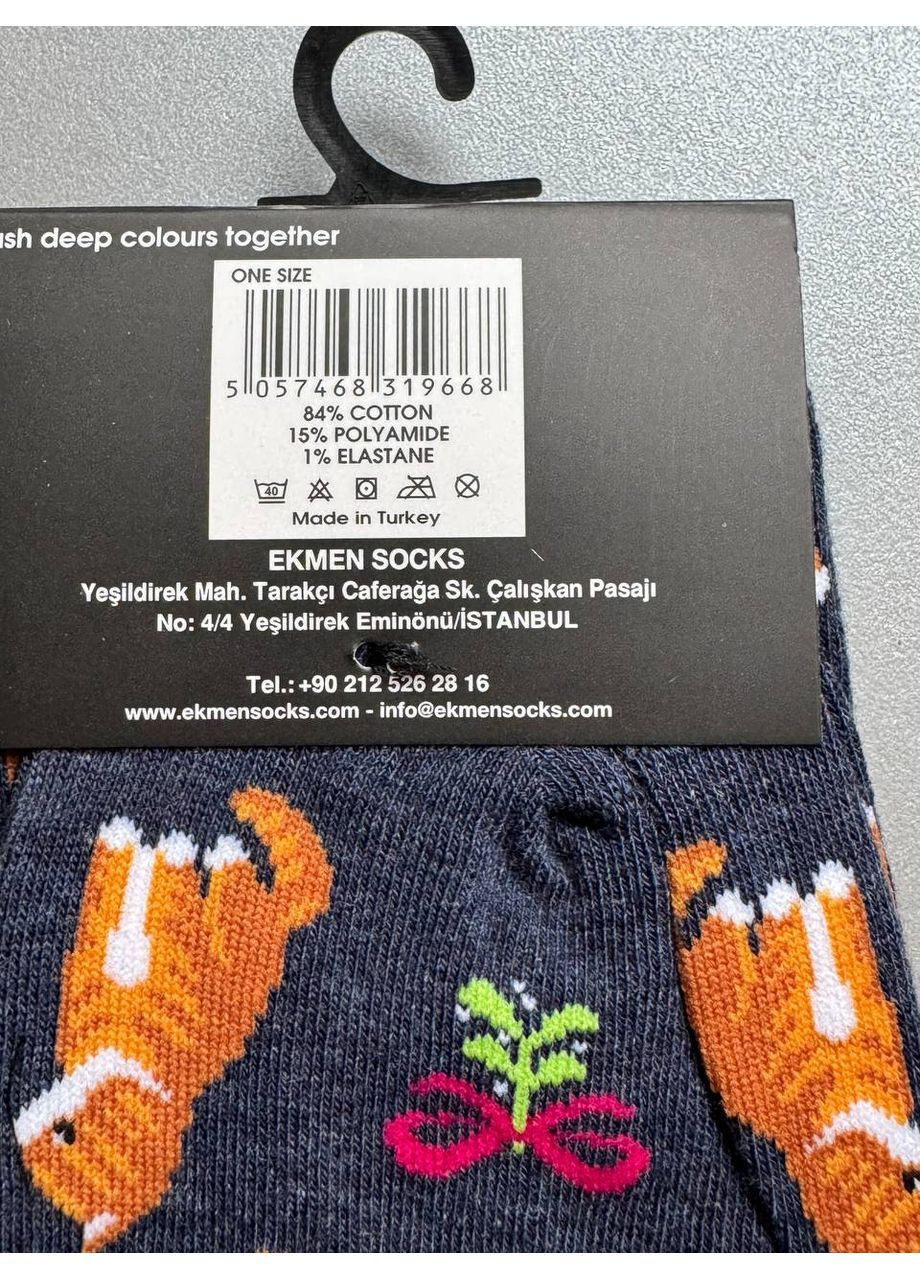 deep colours together
ONE SIZE
5 057468 319668
84% COTTON
15% POLYAMIDE
1% ELASTANE
40
Made in Turkey
EKMEN SOCKS
Yeşildirek Mah. Tarakçı Caferağa Sk. Çalışkan Pasajı
No: 4/4 Yeşildirek Eminönü/İSTANBUL
Tel.: +90 212 526 28 16
www.ekmensocks.com - info@ekmensocks.com